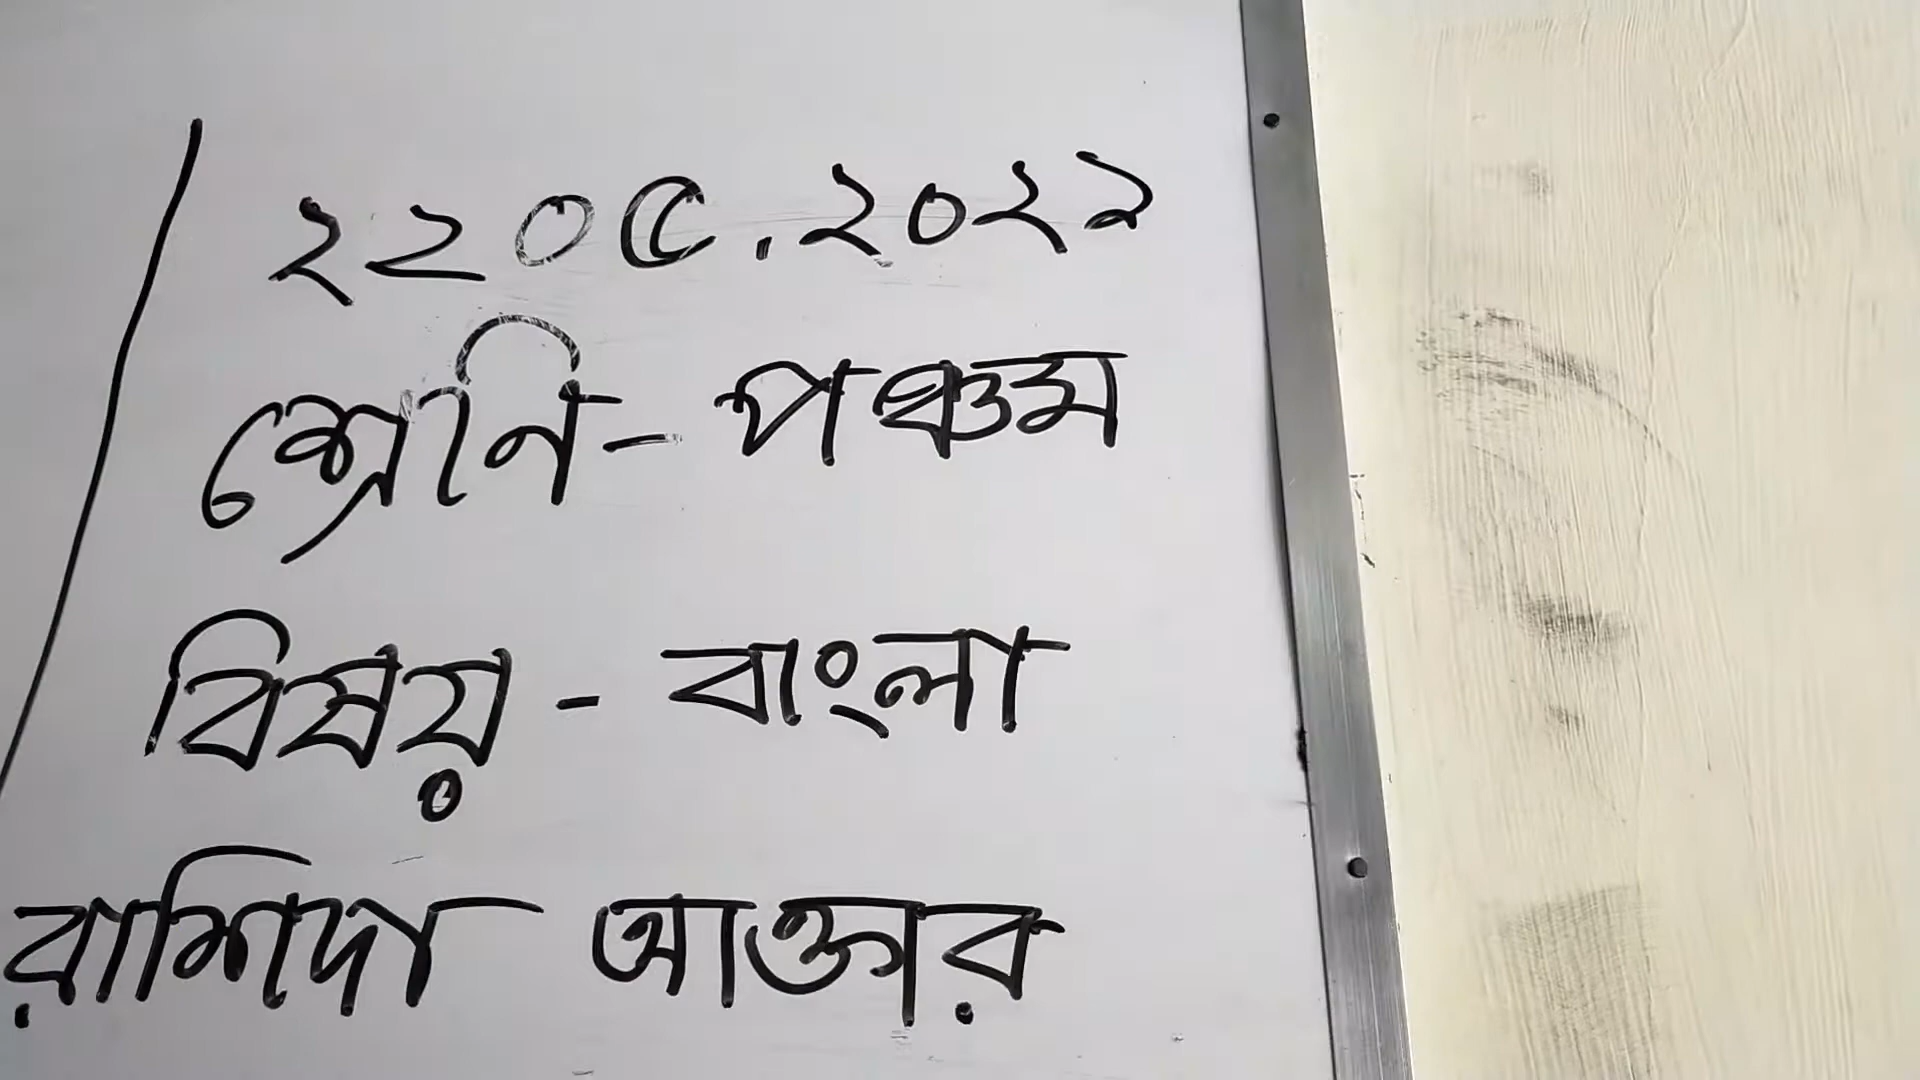 ২২০৫.২০২২
শ্রেনি - পঞ্চম
বিষয় - বাংলা
রাশিদা আক্তার